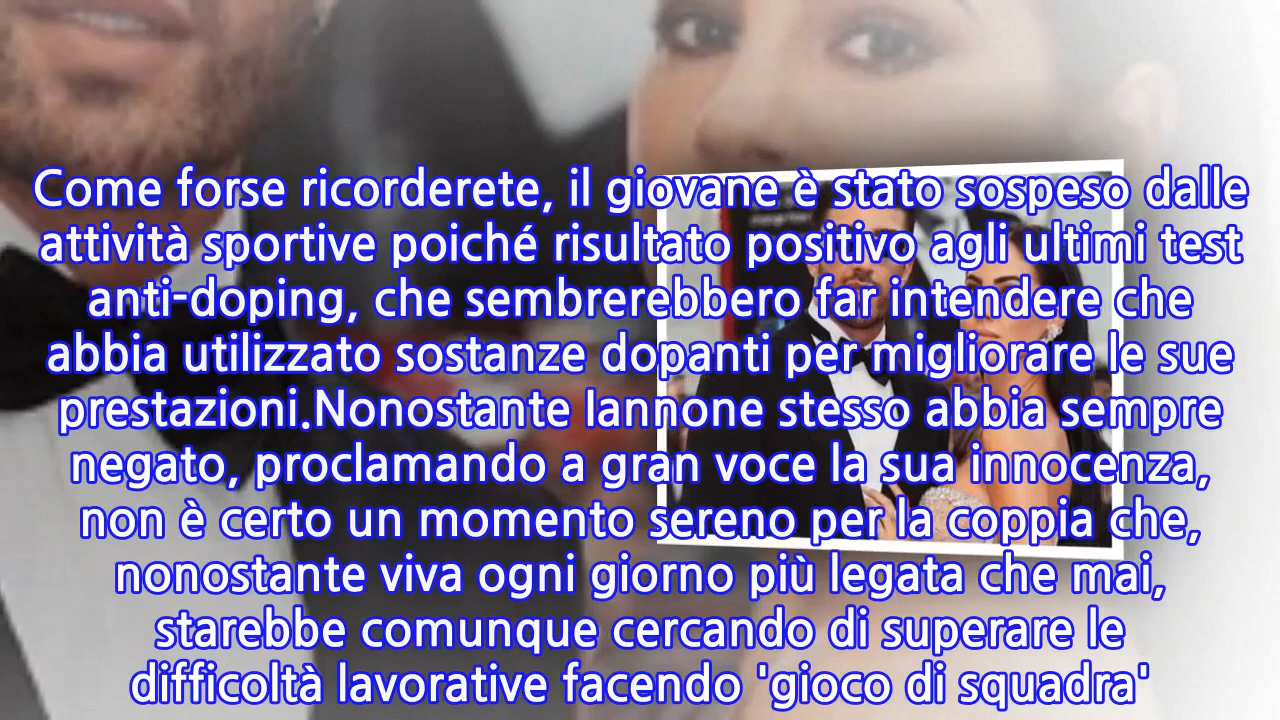 Come forse ricorderete, il giovane è stato sospeso dalle
attività sportive poiché risultato positivo agli ultimi test
anti-doping, che sembrerebbero far intendere che
abbia utilizzato sostanze dopanti per migliorare le sue
prestazioni.Nonostante Iannone stesso abbia sempre
negato, proclamando a gran voce la sua innocenza,
non è certo un momento sereno per la coppia che,
nonostante viva ogni giorno più legata che mai,
starebbe comunque cercando di superare le
difficoltà lavorative facendo 'gioco di squadra'